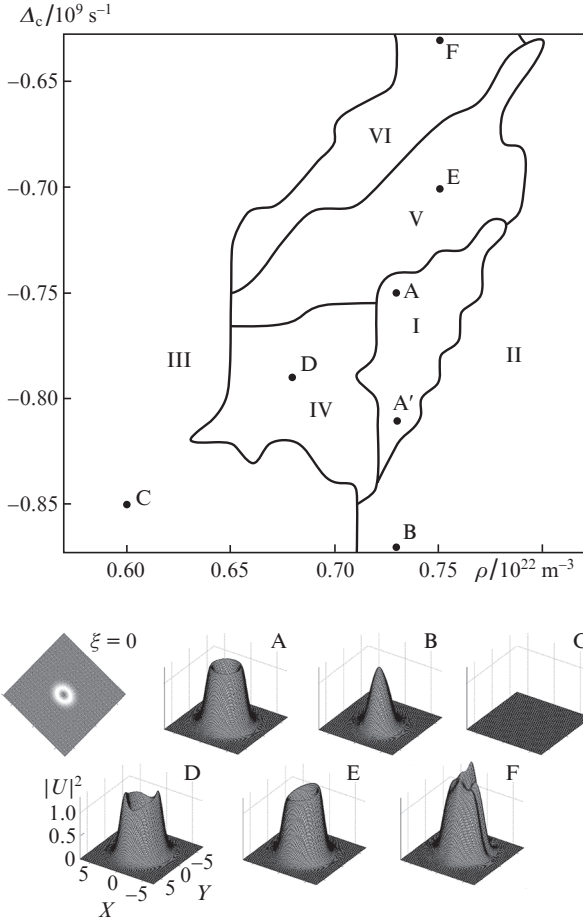 Δc/10⁹ s⁻¹
F
−0.65
VI
E
−0.70
V
−0.75
A
I
III
II
D
−0.80
A′
IV
C
−0.85
B
0.60
0.65
0.70
0.75
ρ/10²² m⁻³
ξ = 0
A
B
C
D
E
F
|U|²
1.0
0.5
0
5
0
−5
X
5
0
−5
Y